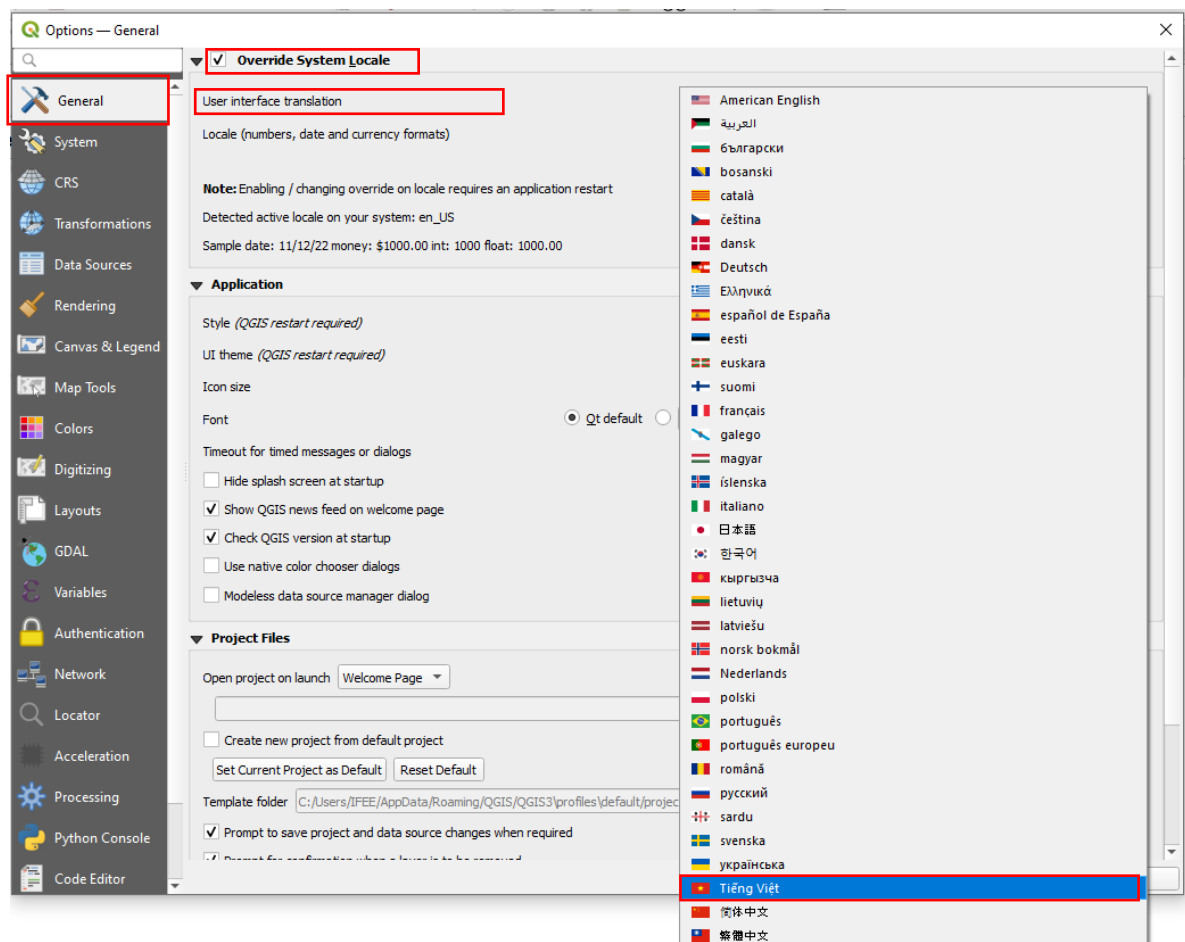 Options — General
General
System
CRS
Transformations
Data Sources
Rendering
Canvas & Legend
Map Tools
Colors
Digitizing
Layouts
GDAL
Variables
Authentication
Network
Locator
Acceleration
Processing
Python Console
Code Editor
Override System Locale
User interface translation
Locale (numbers, date and currency formats)
Note: Enabling / changing override on locale requires an application restart
Detected active locale on your system: en_US
Sample date: 11/12/22 money: $1000.00 int: 1000 float: 1000.00
Application
Style (QGIS restart required)
UI theme (QGIS restart required)
Icon size
Font Qt default
Timeout for timed messages or dialogs
Hide splash screen at startup
Show QGIS news feed on welcome page
Check QGIS version at startup
Use native color chooser dialogs
Modeless data source manager dialog
Project Files
Open project on launch Welcome Page
Create new project from default project
Set Current Project as Default Reset Default
Template folder C:/Users/IFEE/AppData/Roaming/QGIS/QGIS3\profiles\default/projec
Prompt to save project and data source changes when required
Prompt for confirmation when a layer is to be removed
American English
العربية
български
bosanski
català
čeština
dansk
Deutsch
Ελληνικά
español de España
eesti
euskara
suomi
français
galego
magyar
íslenska
italiano
日本語
한국어
кыргызча
lietuvių
latviešu
norsk bokmål
Nederlands
polski
português
português europeu
română
русский
sardu
svenska
українська
Tiếng Việt
简体中文
繁體中文